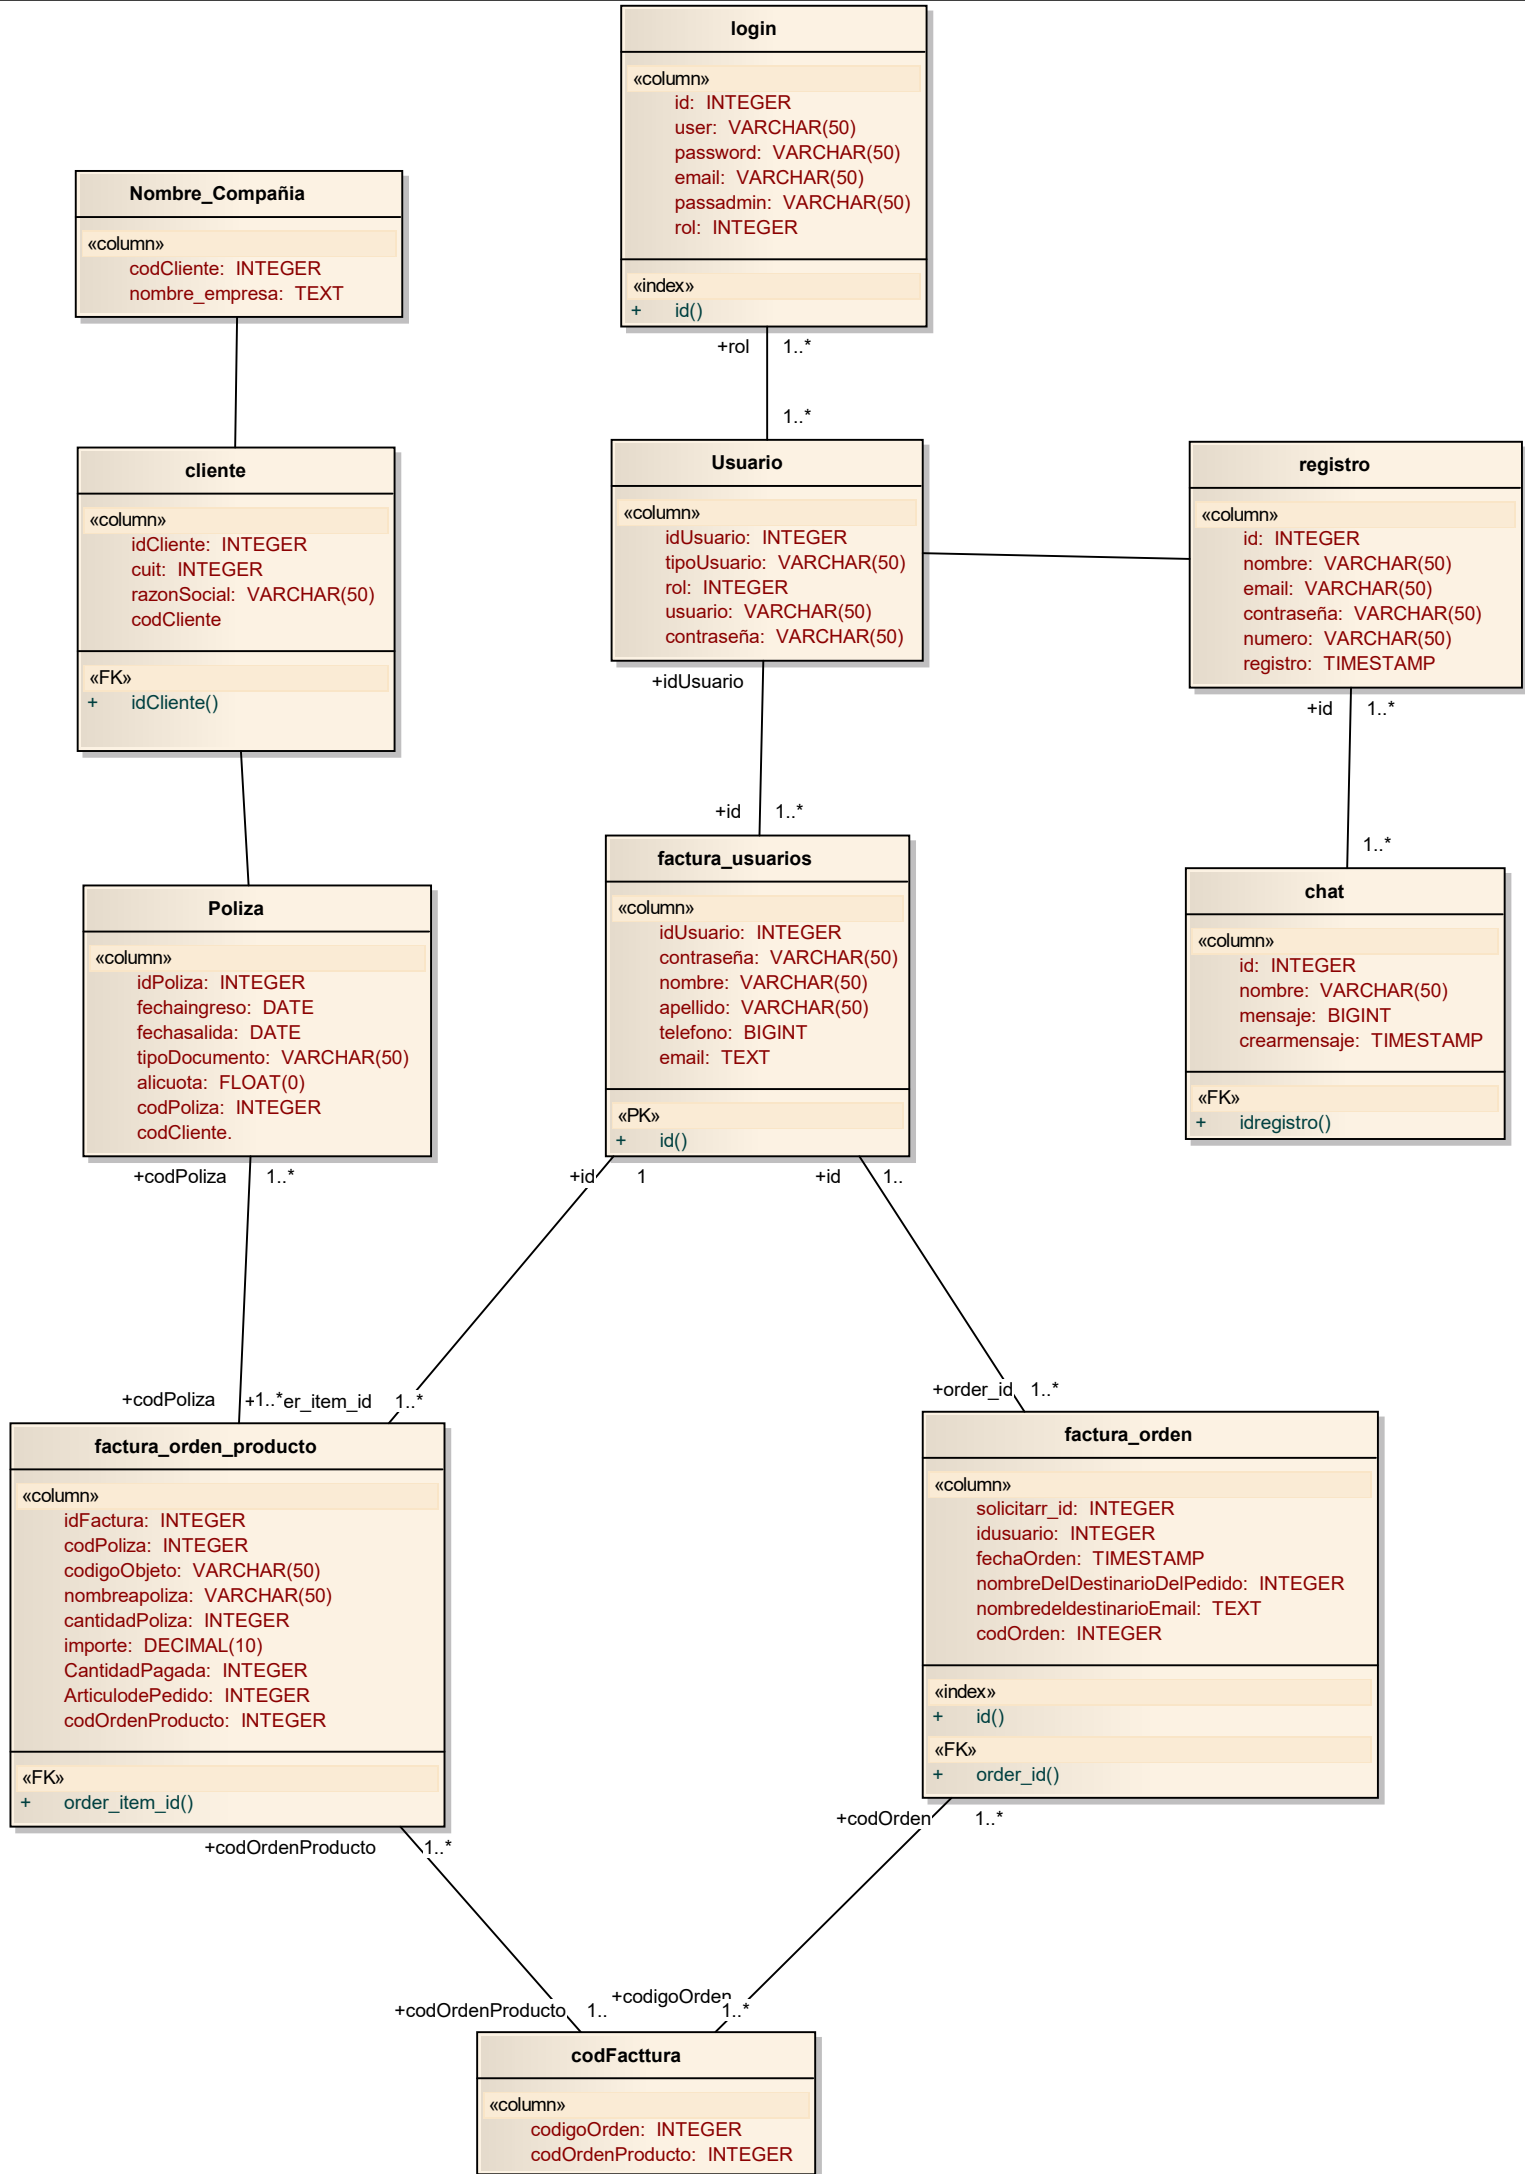 login
«column»
id: INTEGER
user: VARCHAR(50)
password: VARCHAR(50)
email: VARCHAR(50)
passadmin: VARCHAR(50)
rol: INTEGER
«index»
+ id()
+rol 1..*
1..*
Nombre_Compañia
«column»
codCliente: INTEGER
nombre_empresa: TEXT
cliente
«column»
idCliente: INTEGER
cuit: INTEGER
razonSocial: VARCHAR(50)
codCliente
«FK»
+ idCliente()
Usuario
«column»
idUsuario: INTEGER
tipoUsuario: VARCHAR(50)
rol: INTEGER
usuario: VARCHAR(50)
contraseña: VARCHAR(50)
+idUsuario
+id 1..*
registro
«column»
id: INTEGER
nombre: VARCHAR(50)
email: VARCHAR(50)
contraseña: VARCHAR(50)
numero: VARCHAR(50)
registro: TIMESTAMP
+id 1..*
1..*
Poliza
«column»
idPoliza: INTEGER
fechaingreso: DATE
fechasalida: DATE
tipoDocumento: VARCHAR(50)
alicuota: FLOAT(0)
codPoliza: INTEGER
codCliente.
+codPoliza 1..*
factura_usuarios
«column»
idUsuario: INTEGER
contraseña: VARCHAR(50)
nombre: VARCHAR(50)
apellido: VARCHAR(50)
telefono: BIGINT
email: TEXT
«PK»
+ id()
+id 1
+id 1..
chat
«column»
id: INTEGER
nombre: VARCHAR(50)
mensaje: BIGINT
crearmensaje: TIMESTAMP
«FK»
+ idregistro()
+codPoliza +1..*er_item_id 1..*
+order_id 1..*
factura_orden_producto
«column»
idFactura: INTEGER
codPoliza: INTEGER
codigoObjeto: VARCHAR(50)
nombreapoliza: VARCHAR(50)
cantidadPoliza: INTEGER
importe: DECIMAL(10)
CantidadPagada: INTEGER
ArticulodePedido: INTEGER
codOrdenProducto: INTEGER
«FK»
+ order_item_id()
+codOrdenProducto 1..*
factura_orden
«column»
solicitarr_id: INTEGER
idusuario: INTEGER
fechaOrden: TIMESTAMP
nombreDelDestinarioDelPedido: INTEGER
nombredeldestinarioEmail: TEXT
codOrden: INTEGER
«index»
+ id()
«FK»
+ order_id()
+codOrden 1..*
+codOrdenProducto 1..
+codigoOrden 1..*
codFacttura
«column»
codigoOrden: INTEGER
codOrdenProducto: INTEGER